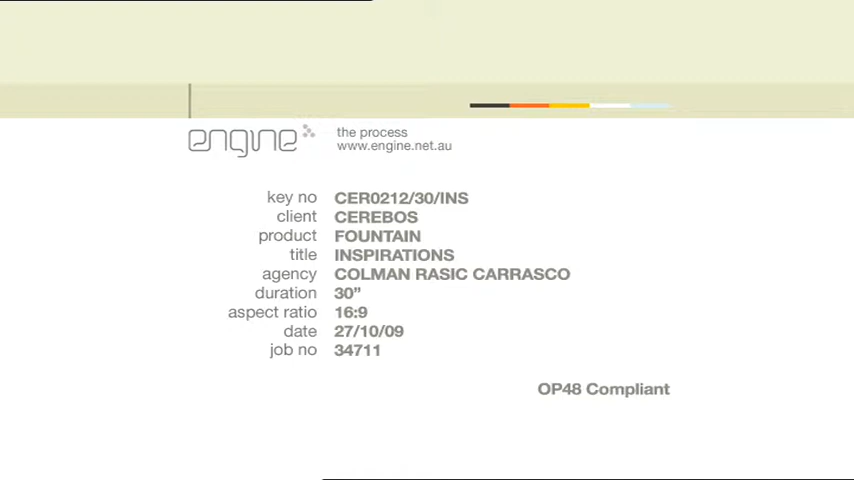 engine
the process
www.engine.net.au
key no CER0212/30/INS
client CEREBOS
product FOUNTAIN
title INSPIRATIONS
agency COLMAN RASIC CARRASCO
duration 30”
aspect ratio 16:9
date 27/10/09
job no 34711
OP48 Compliant